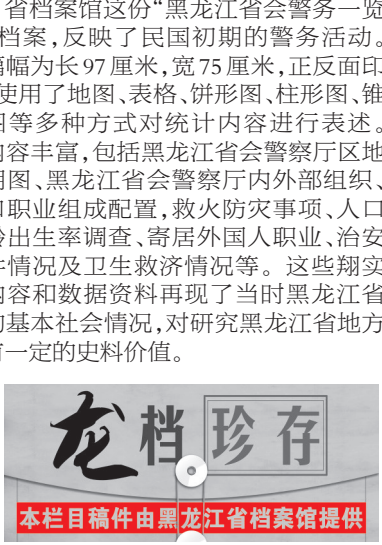 省档案馆这份“黑龙江省会警务一览
档案,反映了民国初期的警务活动。
篇幅为长97厘米,宽75厘米,正反面印
使用了地图、表格、饼形图、柱形图、锥
等多种方式对统计内容进行表述。
内容丰富,包括黑龙江省会警察厅区地
明图、黑龙江省会警察厅内外部组织、
口职业组成配置,救火防灾事项、人口
龄出生率调查、寄居外国人职业、治安
件情况及卫生救济情况等。这些翔实
内容和数据资料再现了当时黑龙江省
的基本社会情况,对研究黑龙江省地方
有一定的史料价值。
龙档珍存
本栏目稿件由黑龙江省档案馆提供